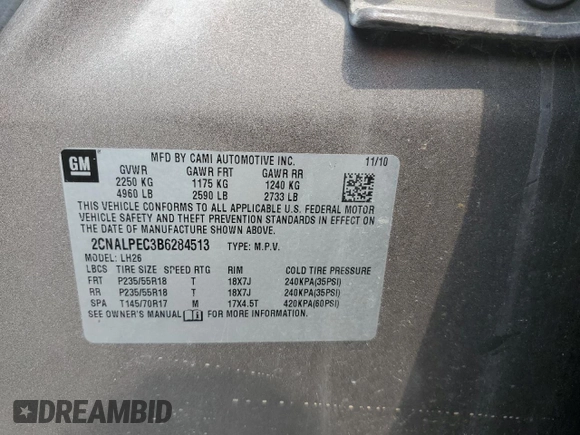 GM
MFD BY CAMI AUTOMOTIVE INC. 11/10
GVWR GAWR FRT GAWR RR
2250 KG 1175 KG 1240 KG
4960 LB 2590 LB 2733 LB
THIS VEHICLE CONFORMS TO ALL APPLICABLE U.S. FEDERAL MOTOR
VEHICLE SAFETY AND THEFT PREVENTION STANDARDS IN EFFECT ON
THE DATE OF MANUFACTURE SHOWN ABOVE.
2CNALPEC3B6284513 TYPE: M.P.V.
MODEL: LH26
LBCS TIRE SIZE SPEED RTG RIM COLD TIRE PRESSURE
FRT P235/55R18 T 18X7J 240KPA(35PSI)
RR P235/55R18 T 18X7J 240KPA(35PSI)
SPA T145/70R17 M 17X4.5T 420KPA(60PSI)
SEE OWNER'S MANUAL FOR MORE INFORMATION.
DREAMBID